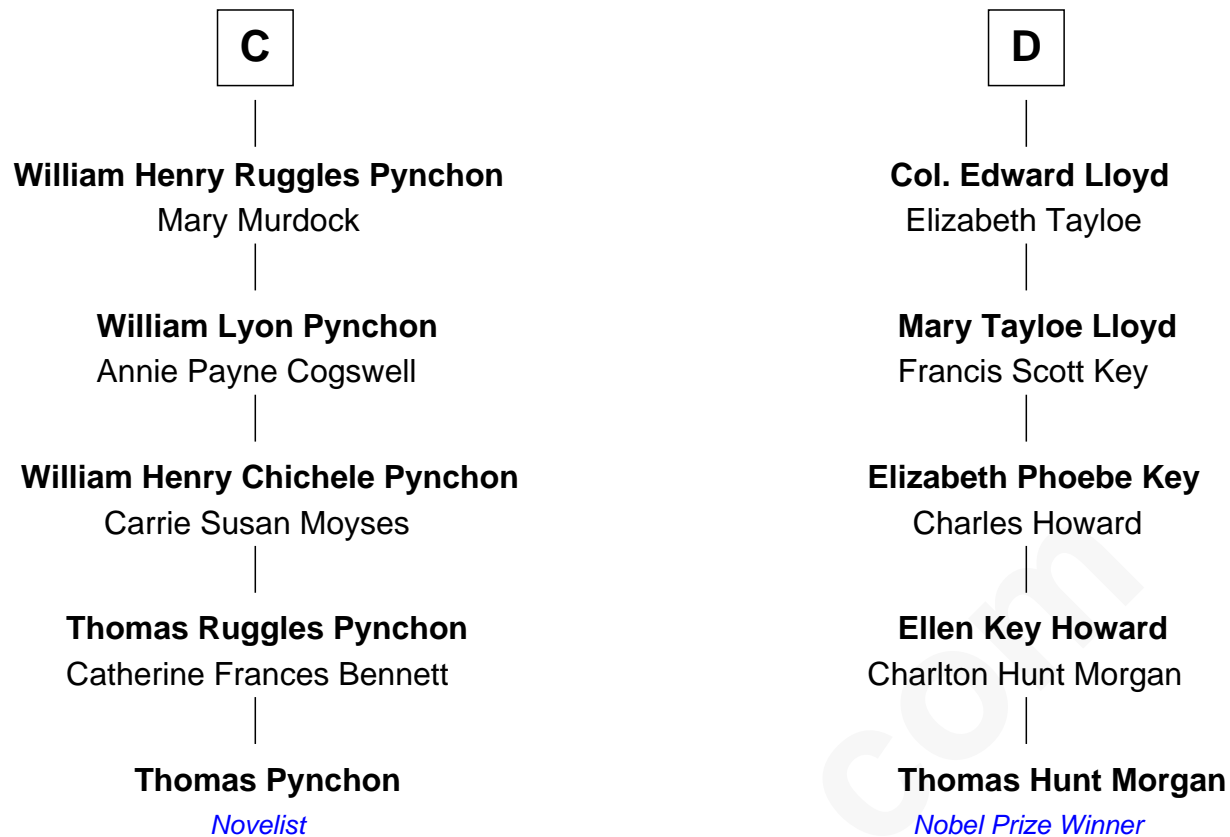 C
William Henry Ruggles Pynchon
Mary Murdock
William Lyon Pynchon
Annie Payne Cogswell
William Henry Chichele Pynchon
Carrie Susan Moyses
Thomas Ruggles Pynchon
Catherine Frances Bennett
Thomas Pynchon
Novelist
D
Col. Edward Lloyd
Elizabeth Tayloe
Mary Tayloe Lloyd
Francis Scott Key
Elizabeth Phoebe Key
Charles Howard
Ellen Key Howard
Charlton Hunt Morgan
Thomas Hunt Morgan
Nobel Prize Winner
com